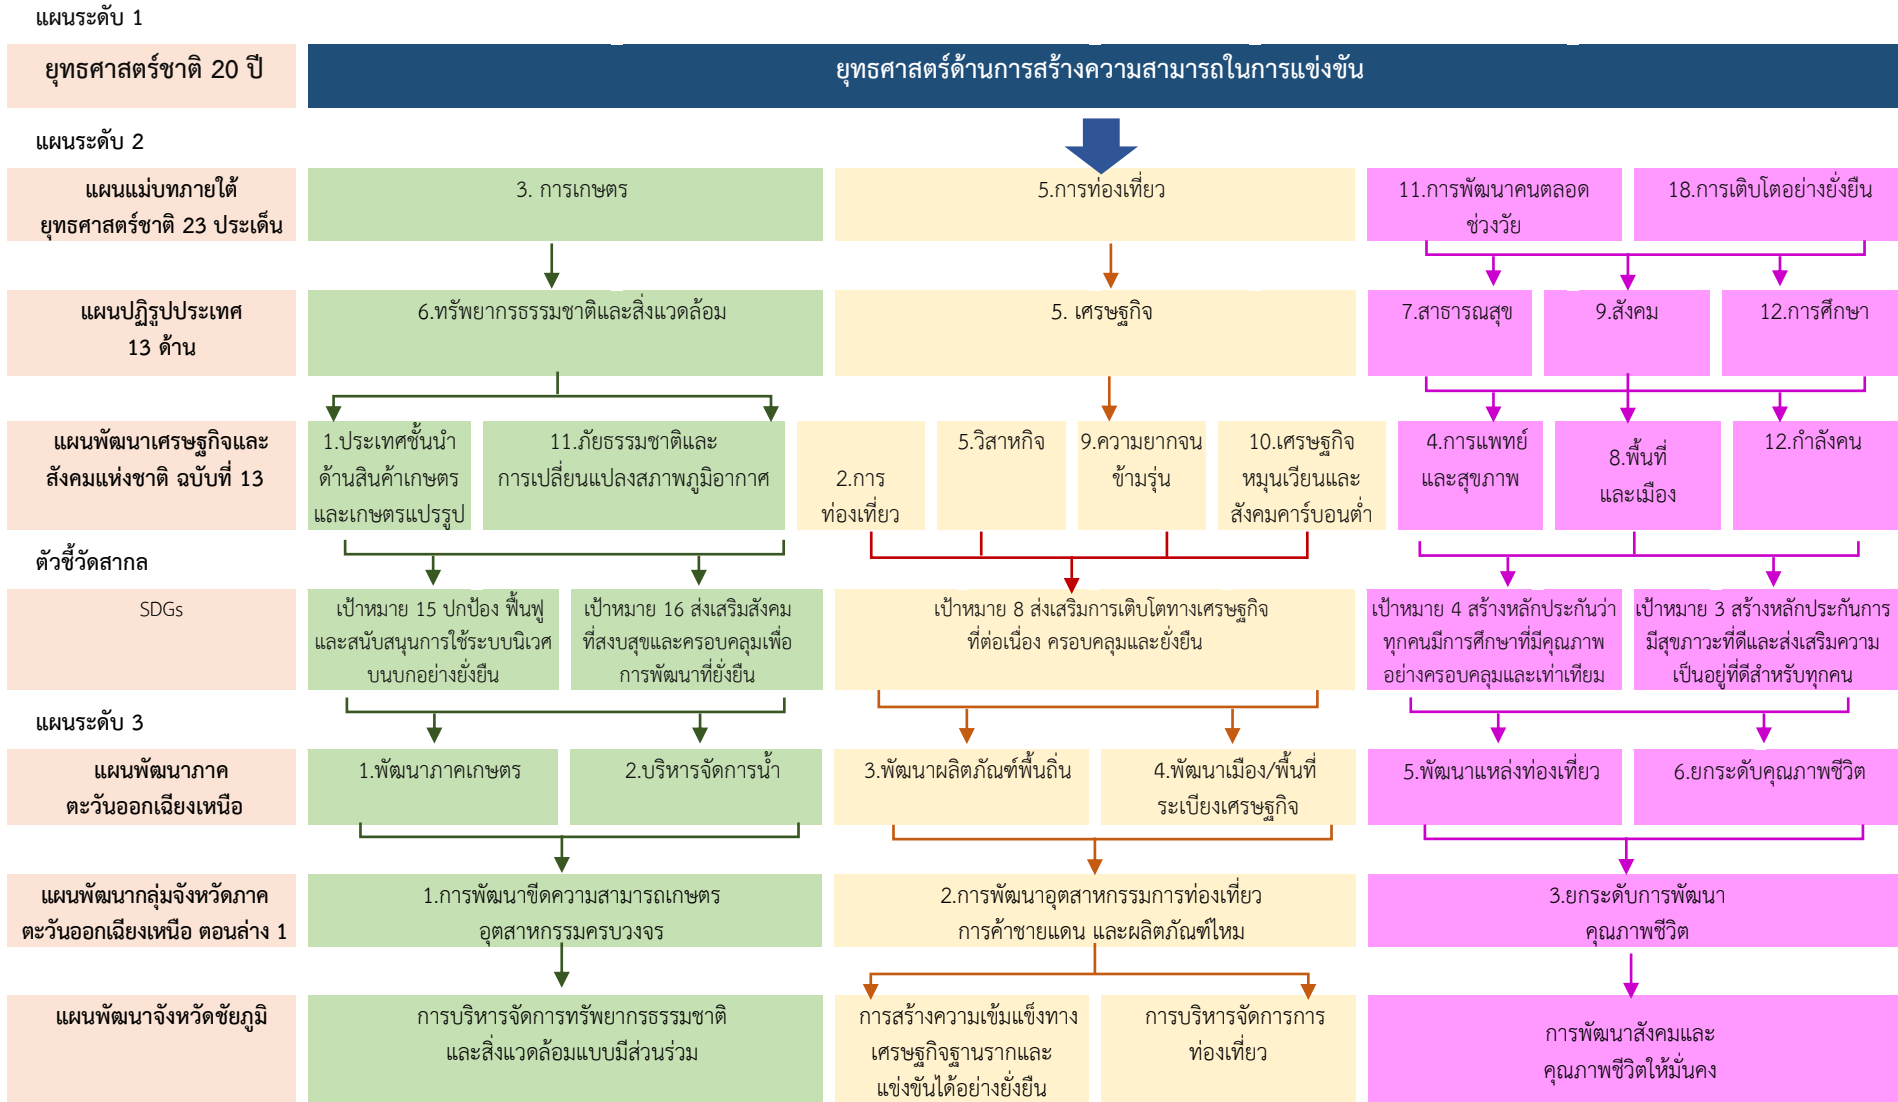 แผนระดับ 1
ยุทธศาสตร์ชาติ 20 ปี
ยุทธศาสตร์ด้านการสร้างความสามารถในการแข่งขัน
แผนระดับ 2
แผนแม่บทภายใต้
ยุทธศาสตร์ชาติ 23 ประเด็น
3. การเกษตร
5.การท่องเที่ยว
11.การพัฒนาคนตลอด
ช่วงวัย
18.การเติบโตอย่างยั่งยืน
แผนปฏิรูปประเทศ
13 ด้าน
6.ทรัพยากรธรรมชาติและสิ่งแวดล้อม
5. เศรษฐกิจ
7.สาธารณสุข
9.สังคม
12.การศึกษา
แผนพัฒนาเศรษฐกิจและ
สังคมแห่งชาติ ฉบับที่ 13
1.ประเทศชั้นนำ
ด้านสินค้าเกษตร
และเกษตรแปรรูป
11.ภัยธรรมชาติและ
การเปลี่ยนแปลงสภาพภูมิอากาศ
2.การ
ท่องเที่ยว
5.วิสาหกิจ
9.ความยากจน
ข้ามรุ่น
10.เศรษฐกิจ
หมุนเวียนและ
สังคมคาร์บอนต่ำ
4.การแพทย์
และสุขภาพ
8.พื้นที่
และเมือง
12.กำลังคน
ตัวชี้วัดสากล
SDGs
เป้าหมาย 15 ปกป้อง ฟื้นฟู
และสนับสนุนการใช้ระบบนิเวศ
บนบกอย่างยั่งยืน
เป้าหมาย 16 ส่งเสริมสังคม
ที่สงบสุขและครอบคลุมเพื่อ
การพัฒนาที่ยั่งยืน
เป้าหมาย 8 ส่งเสริมการเติบโตทางเศรษฐกิจ
ที่ต่อเนื่อง ครอบคลุมและยั่งยืน
เป้าหมาย 4 สร้างหลักประกันว่า
ทุกคนมีการศึกษาที่มีคุณภาพ
อย่างครอบคลุมและเท่าเทียม
เป้าหมาย 3 สร้างหลักประกันการ
มีสุขภาวะที่ดีและส่งเสริมความ
เป็นอยู่ที่ดีสำหรับทุกคน
แผนระดับ 3
แผนพัฒนาภาค
ตะวันออกเฉียงเหนือ
1.พัฒนาภาคเกษตร
2.บริหารจัดการน้ำ
3.พัฒนาผลิตภัณฑ์พื้นถิ่น
4.พัฒนาเมือง/พื้นที่
ระเบียงเศรษฐกิจ
5.พัฒนาแหล่งท่องเที่ยว
6.ยกระดับคุณภาพชีวิต
แผนพัฒนากลุ่มจังหวัดภาค
ตะวันออกเฉียงเหนือ ตอนล่าง 1
1.การพัฒนาขีดความสามารถเกษตร
อุตสาหกรรมครบวงจร
2.การพัฒนาอุตสาหกรรมการท่องเที่ยว
การค้าชายแดน และผลิตภัณฑ์ไหม
3.ยกระดับการพัฒนา
คุณภาพชีวิต
แผนพัฒนาจังหวัดชัยภูมิ
การบริหารจัดการทรัพยากรธรรมชาติ
และสิ่งแวดล้อมแบบมีส่วนร่วม
การสร้างความเข้มแข็งทาง
เศรษฐกิจฐานรากและ
แข่งขันได้อย่างยั่งยืน
การบริหารจัดการการ
ท่องเที่ยว
การพัฒนาสังคมและ
คุณภาพชีวิตให้มั่นคง